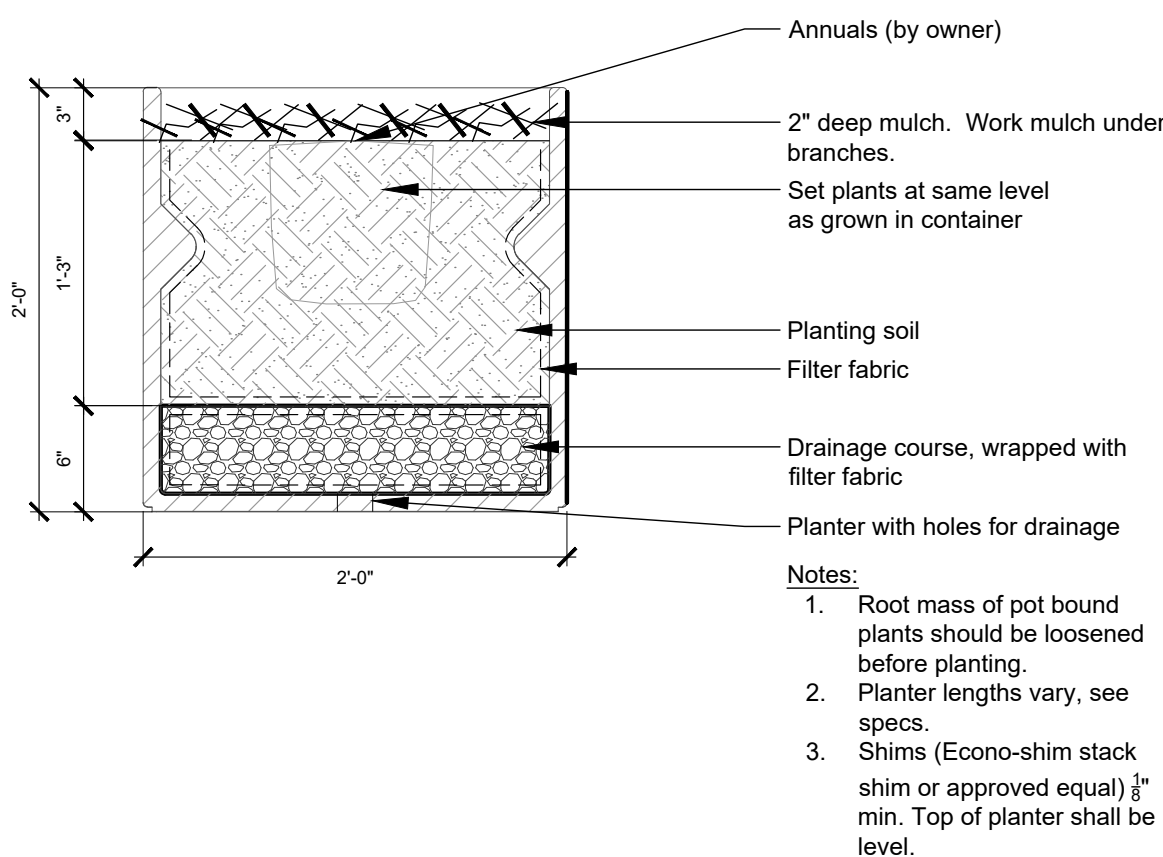 Annuals (by owner)
2" deep mulch.  Work mulch under
branches.
Set plants at same level
as grown in container
Planting soil
Filter fabric
Drainage course, wrapped with
filter fabric
Planter with holes for drainage
3"
1'-3"
2'-0"
6"
2'-0"
Notes:
1. Root mass of pot bound
plants should be loosened
before planting.
2. Planter lengths vary, see
specs.
3. Shims (Econo-shim stack
shim or approved equal) 1/8"
min. Top of planter shall be
level.